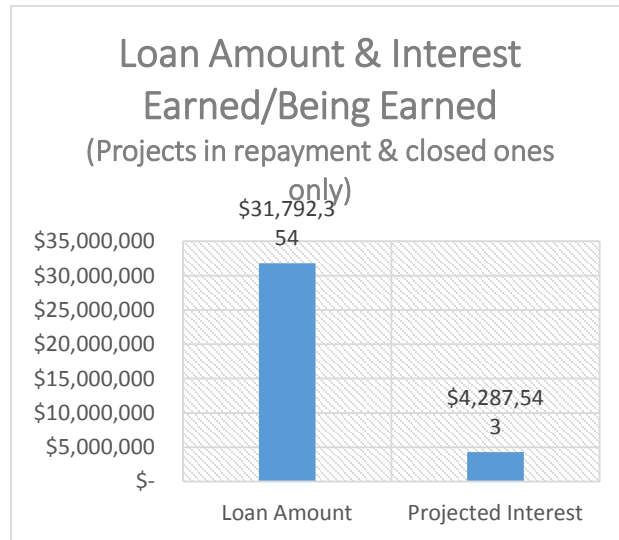 Loan Amount & Interest
Earned/Being Earned
(Projects in repayment & closed ones
only)
$31,792,3
54
$35,000,000
$30,000,000
$25,000,000
$20,000,000
$15,000,000
$10,000,000
$5,000,000
$-
$4,287,54
3
Loan Amount
Projected Interest